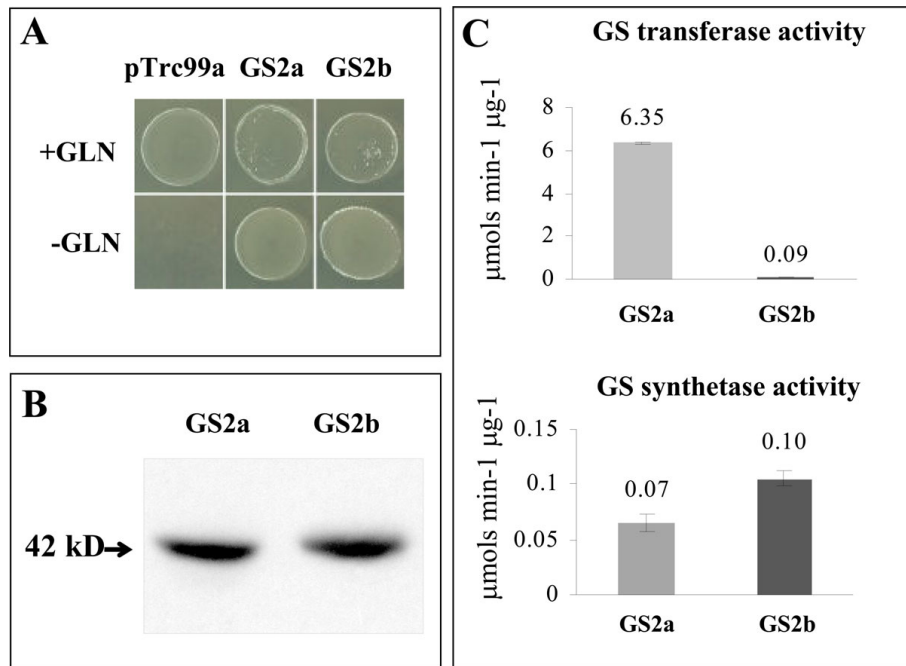 A
pTrc99a GS2a GS2b
+GLN
-GLN
B
GS2a GS2b
42 kD
C
GS transferase activity
µmols min-1 µg-1
8
6
4
2
0
6.35
0.09
GS2a GS2b
GS synthetase activity
µmols min-1 µg-1
0.15
0.1
0.05
0
0.07
0.10
GS2a GS2b